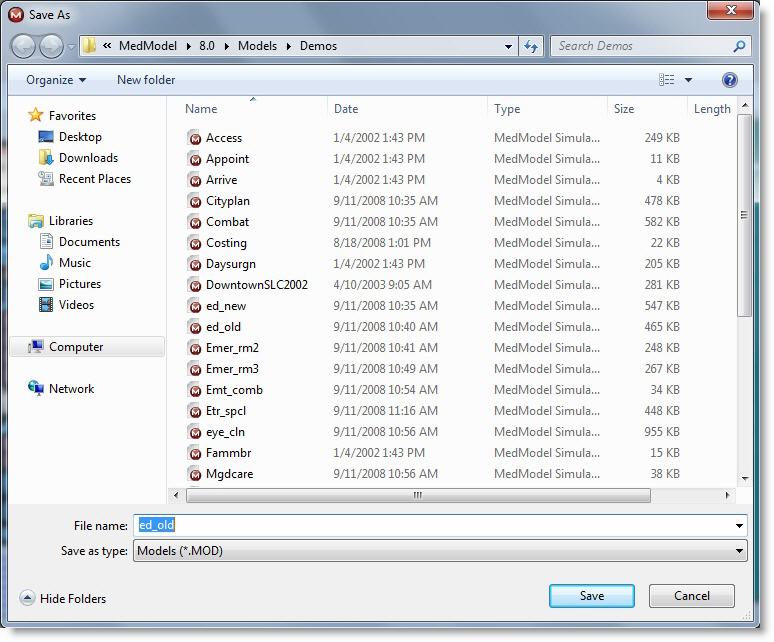 Save As
« MedModel 8.0 Models Demos Search Demos
Organize New folder
Name Date Type Size Length
Favorites
Desktop
Downloads
Recent Places
Libraries
Documents
Music
Pictures
Videos
Computer
Network
Access 1/4/2002 1:43 PM MedModel Simula... 249 KB
Appoint 1/4/2002 1:43 PM MedModel Simula... 11 KB
Arrive 1/4/2002 1:43 PM MedModel Simula... 4 KB
Cityplan 9/11/2008 10:35 AM MedModel Simula... 478 KB
Combat 9/11/2008 10:35 AM MedModel Simula... 582 KB
Costing 8/18/2008 1:01 PM MedModel Simula... 22 KB
Daysurgn 1/4/2002 1:43 PM MedModel Simula... 205 KB
DowntownSLC2002 4/10/2003 9:05 AM MedModel Simula... 281 KB
ed_new 9/11/2008 10:35 AM MedModel Simula... 547 KB
ed_old 9/11/2008 10:40 AM MedModel Simula... 465 KB
Emer_rm2 9/11/2008 10:41 AM MedModel Simula... 248 KB
Emer_rm3 9/11/2008 10:49 AM MedModel Simula... 267 KB
Emt_comb 9/11/2008 10:54 AM MedModel Simula... 34 KB
Etr_spcl 9/11/2008 11:16 AM MedModel Simula... 448 KB
eye_cln 9/11/2008 10:56 AM MedModel Simula... 955 KB
Fammbr 1/4/2002 1:43 PM MedModel Simula... 15 KB
Mgdcare 9/11/2008 10:56 AM MedModel Simula... 38 KB
File name: ed_old
Save as type: Models (*.MOD)
Hide Folders Save Cancel